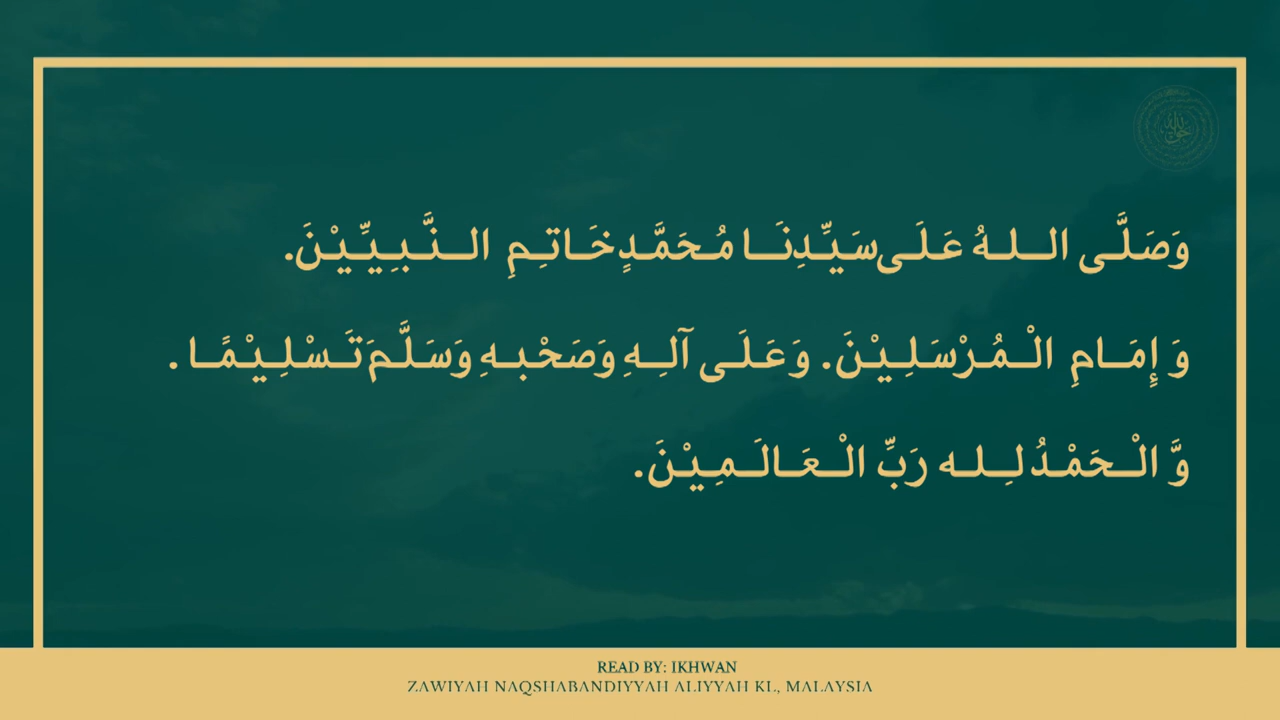 وَصَلَّى اللهُ عَلَى سَيِّدِنَا مُحَمَّدٍ خَاتِمِ النَّبِيِّيْنَ.
وَ إِمَامِ الْمُرْسَلِيْنَ. وَعَلَى آلِهِ وَصَحْبِهِ وَسَلَّمَ تَسْلِيْمًا .
وَّ الْحَمْدُ لِله رَبِّ الْعَالَمِيْنَ.
READ BY: IKHWAN
ZAWIYAH NAQSHABANDIYYAH ALIYYAH KL, MALAYSIA